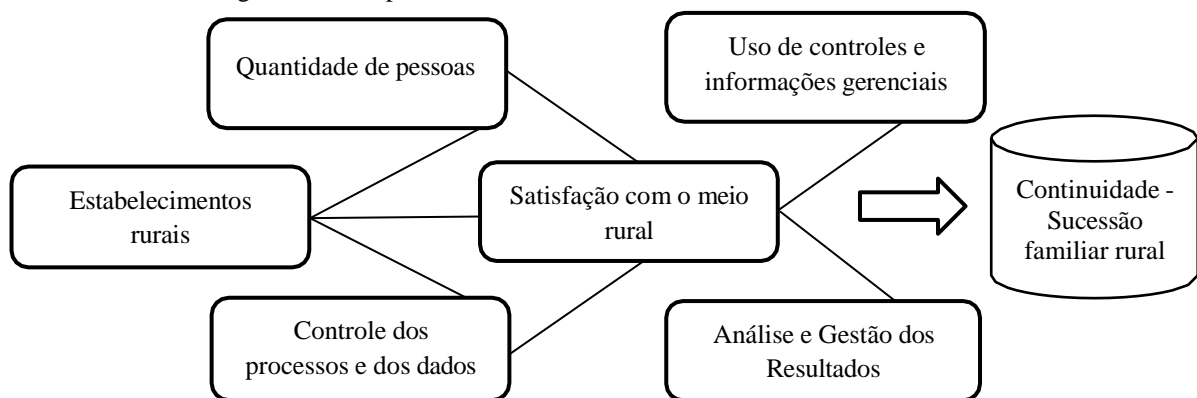 Quantidade de pessoas
Uso de controles e
informações gerenciais
Estabelecimentos
rurais
Satisfação com o meio
rural
Continuidade -
Sucessão
familiar rural
Controle dos
processos e dos dados
Análise e Gestão dos
Resultados